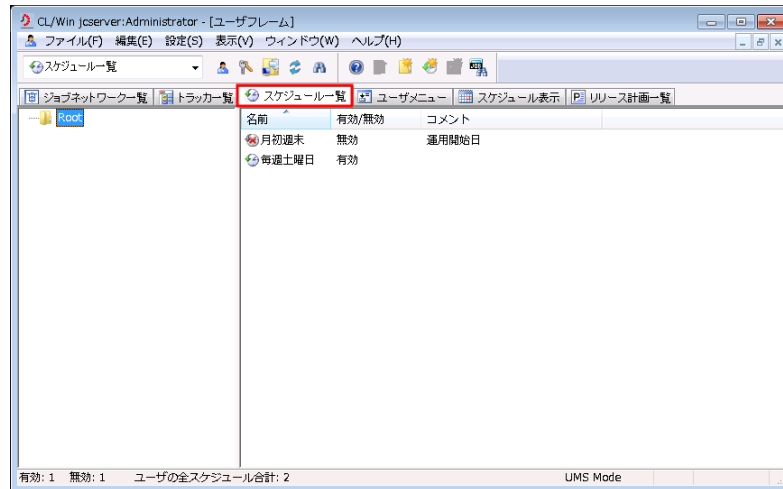 CL/Win jcserver:Administrator - [ユーザフレーム]
ファイル(F) 編集(E) 設定(S) 表示(V) ウィンドウ(W) ヘルプ(H)
スケジュール一覧
ジョブネットワーク一覧 トラッカー一覧 スケジュール一覧 ユーザメニュー スケジュール表示 リリース計画一覧
Root
名前 有効/無効 コメント
月初週末 無効 運用開始日
毎週土曜日 有効
有効: 1 無効: 1 ユーザの全スケジュール合計: 2 UMS Mode